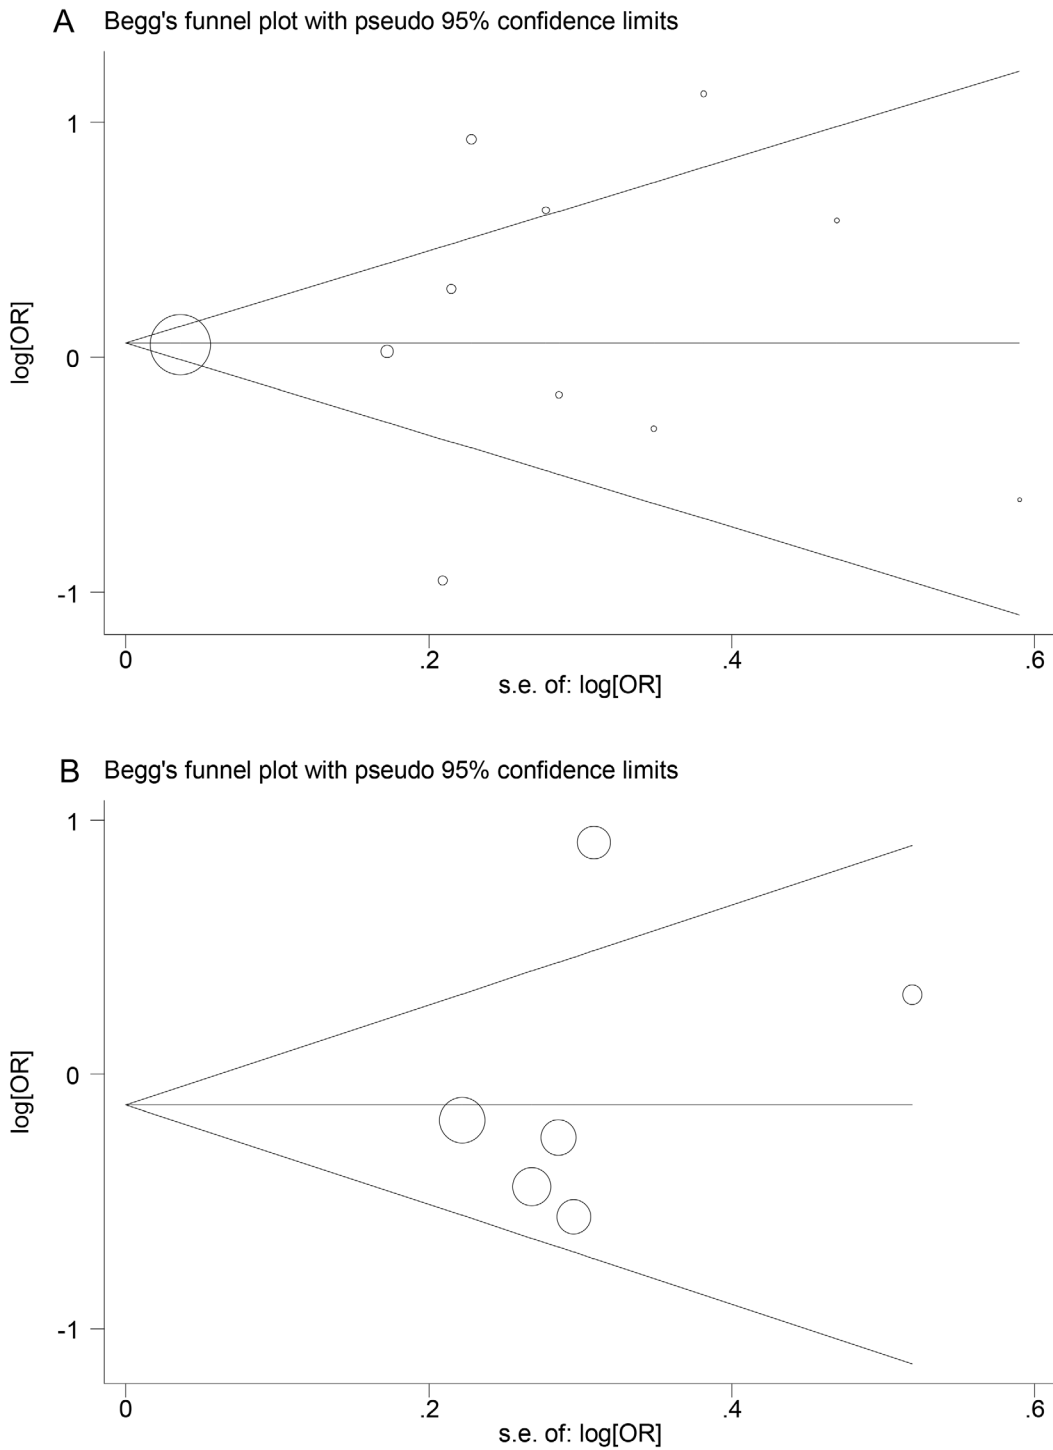 A Begg's funnel plot with pseudo 95% confidence limits
1
0
-1
log[OR]
0 .2 .4 .6
s.e. of: log[OR]
B Begg's funnel plot with pseudo 95% confidence limits
1
0
-1
log[OR]
0 .2 .4 .6
s.e. of: log[OR]